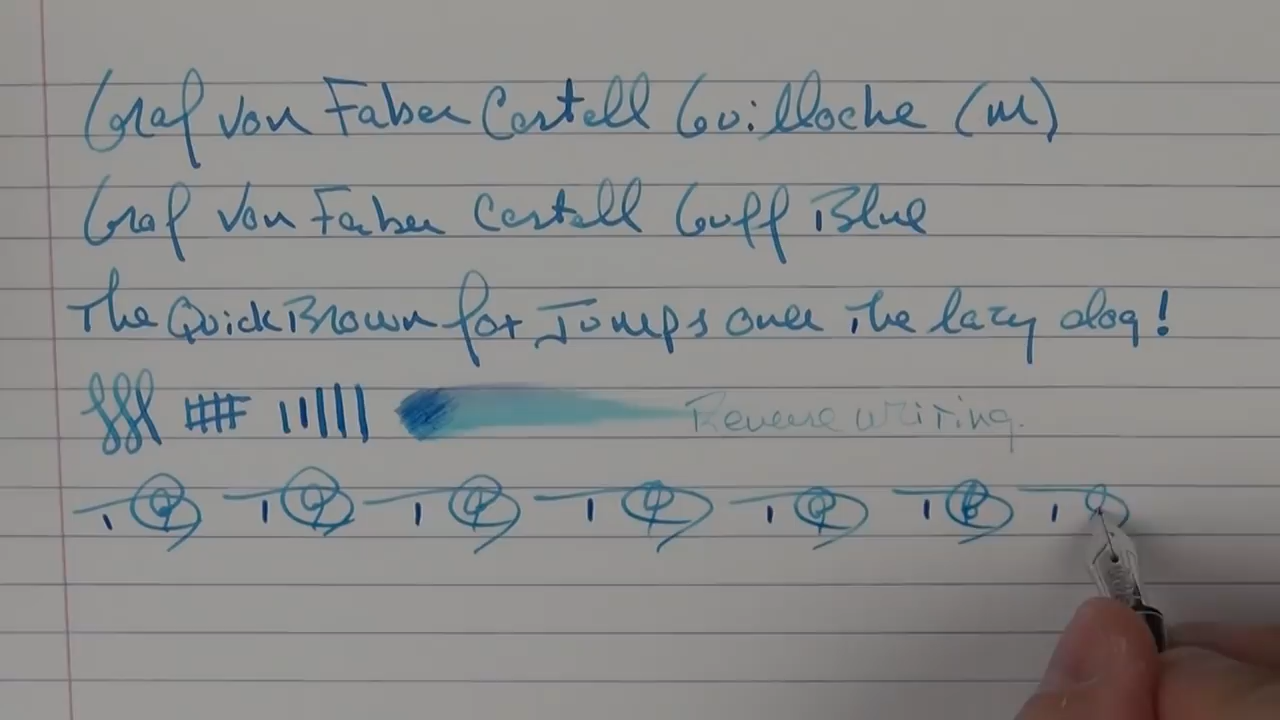 Graf von Faber Castell Guilloche (M)
Graf Von Faber Castell Gulf Blue
The Quick Brown fox Jumps over The lazy dog!
Reverse writing.